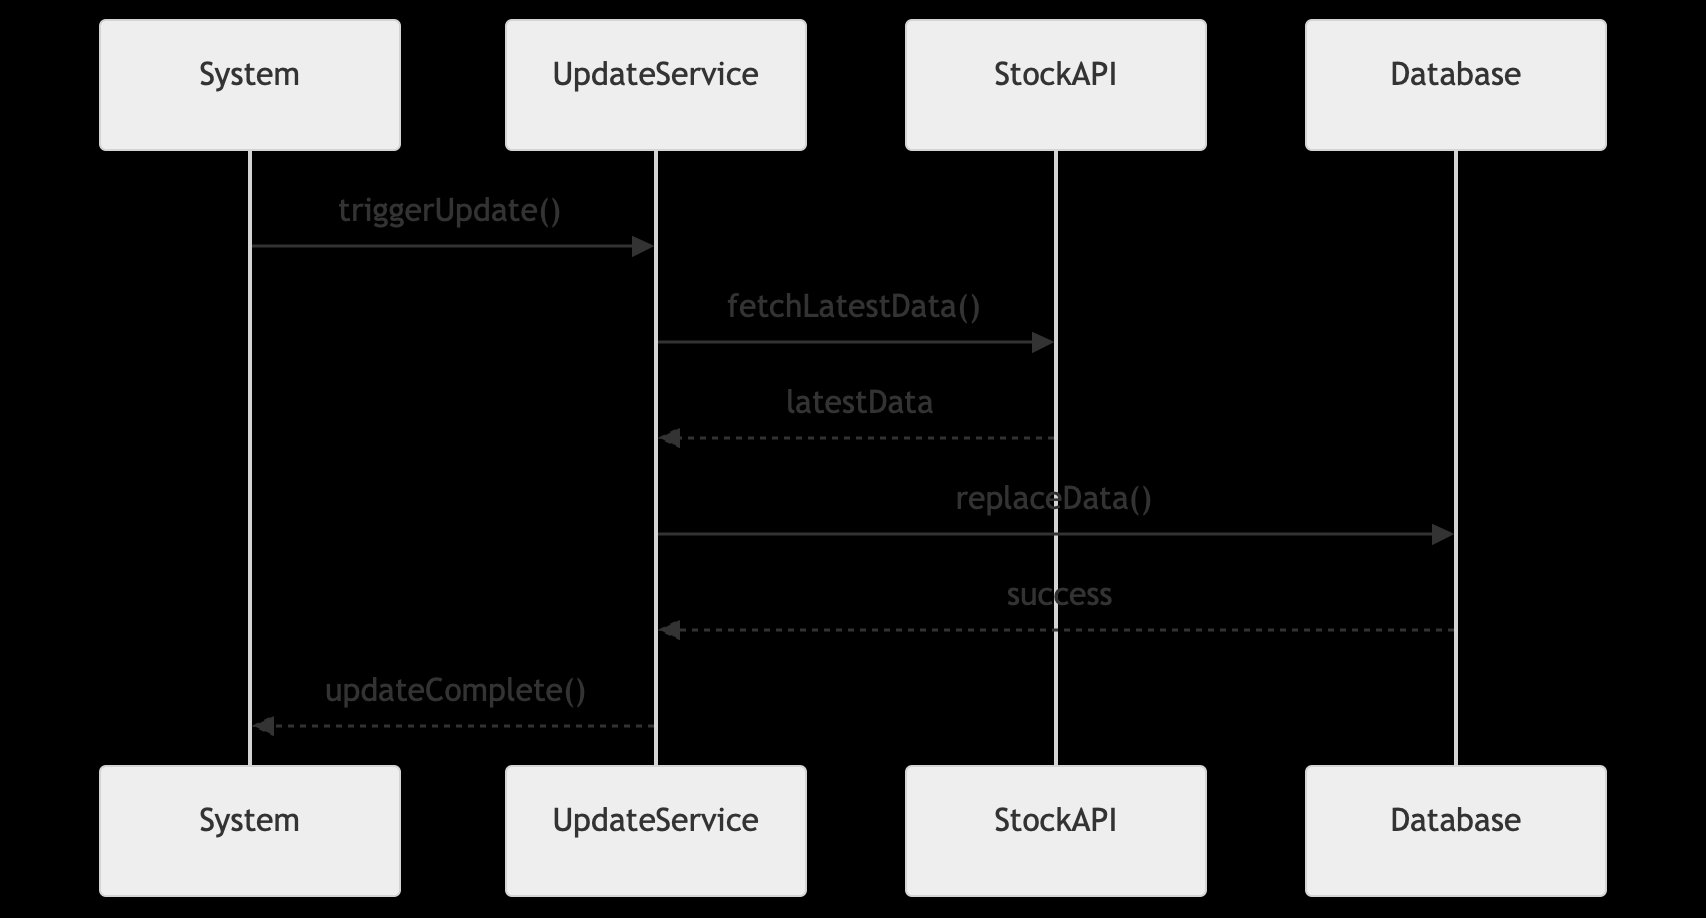 System
UpdateService
StockAPI
Database
triggerUpdate()
fetchLatestData()
latestData
replaceData()
success
updateComplete()
System
UpdateService
StockAPI
Database